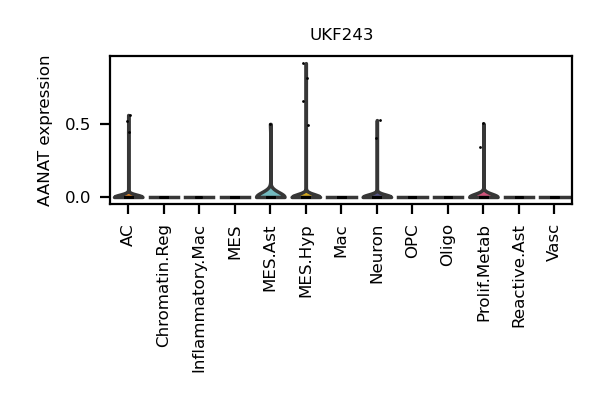 UKF243
AANAT expression
0.5
0.0
AC
Chromatin.Reg
Inflammatory.Mac
MES
MES.Ast
MES.Hyp
Mac
Neuron
OPC
Oligo
Prolif.Metab
Reactive.Ast
Vasc